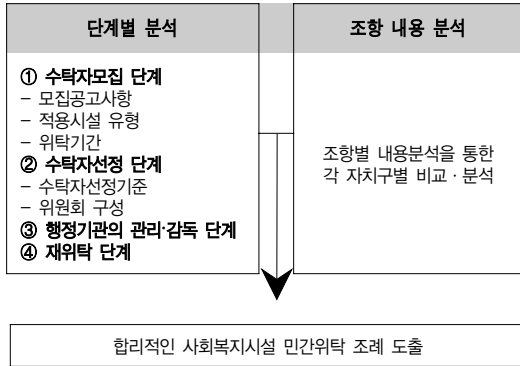 단계별 분석
① 수탁자모집 단계
– 모집공고사항
– 적용시설 유형
– 위탁기간
② 수탁자선정 단계
– 수탁자선정기준
– 위원회 구성
③ 행정기관의 관리·감독 단계
④ 재위탁 단계
조항 내용 분석
조항별 내용분석을 통한
각 자치구별 비교 · 분석
합리적인 사회복지시설 민간위탁 조례 도출